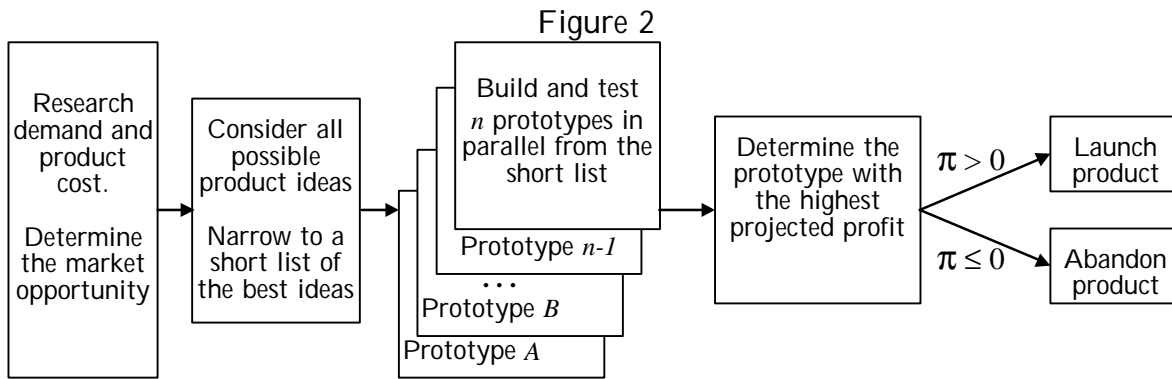 Figure 2
Research
demand and
product
cost.
Determine
the market
opportunity
Consider all
possible
product ideas
Narrow to a
short list of
the best ideas
Build and test
n prototypes in
parallel from the
short list
Prototype n-1
...
Prototype B
Prototype A
Determine the
prototype with
the highest
projected profit
π > 0
π ≤ 0
Launch
product
Abandon
product